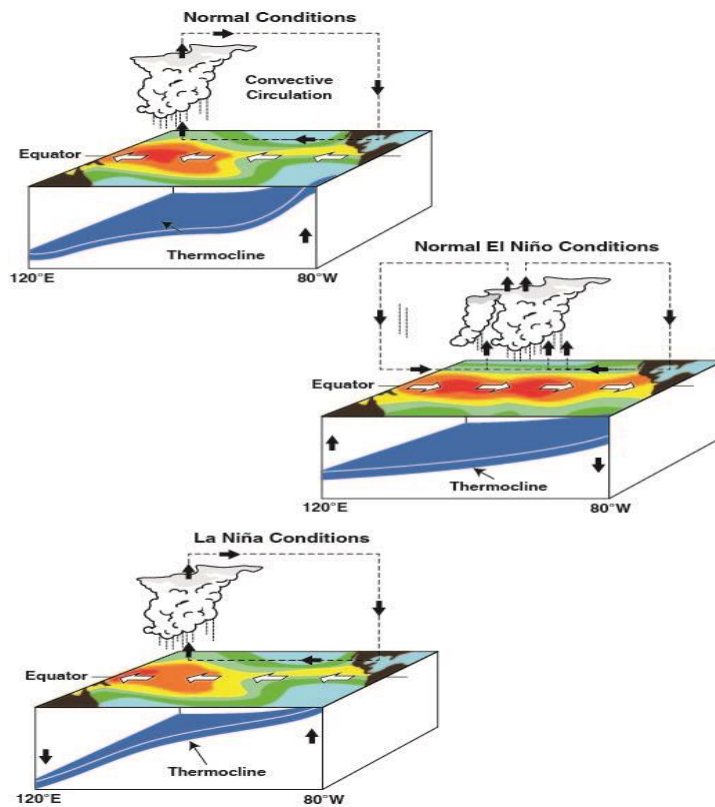 Normal Conditions
Convective
Circulation
Equator
Thermocline
120°E
80°W
Normal El Niño Conditions
Equator
Thermocline
120°E
80°W
La Niña Conditions
Equator
Thermocline
120°E
80°W